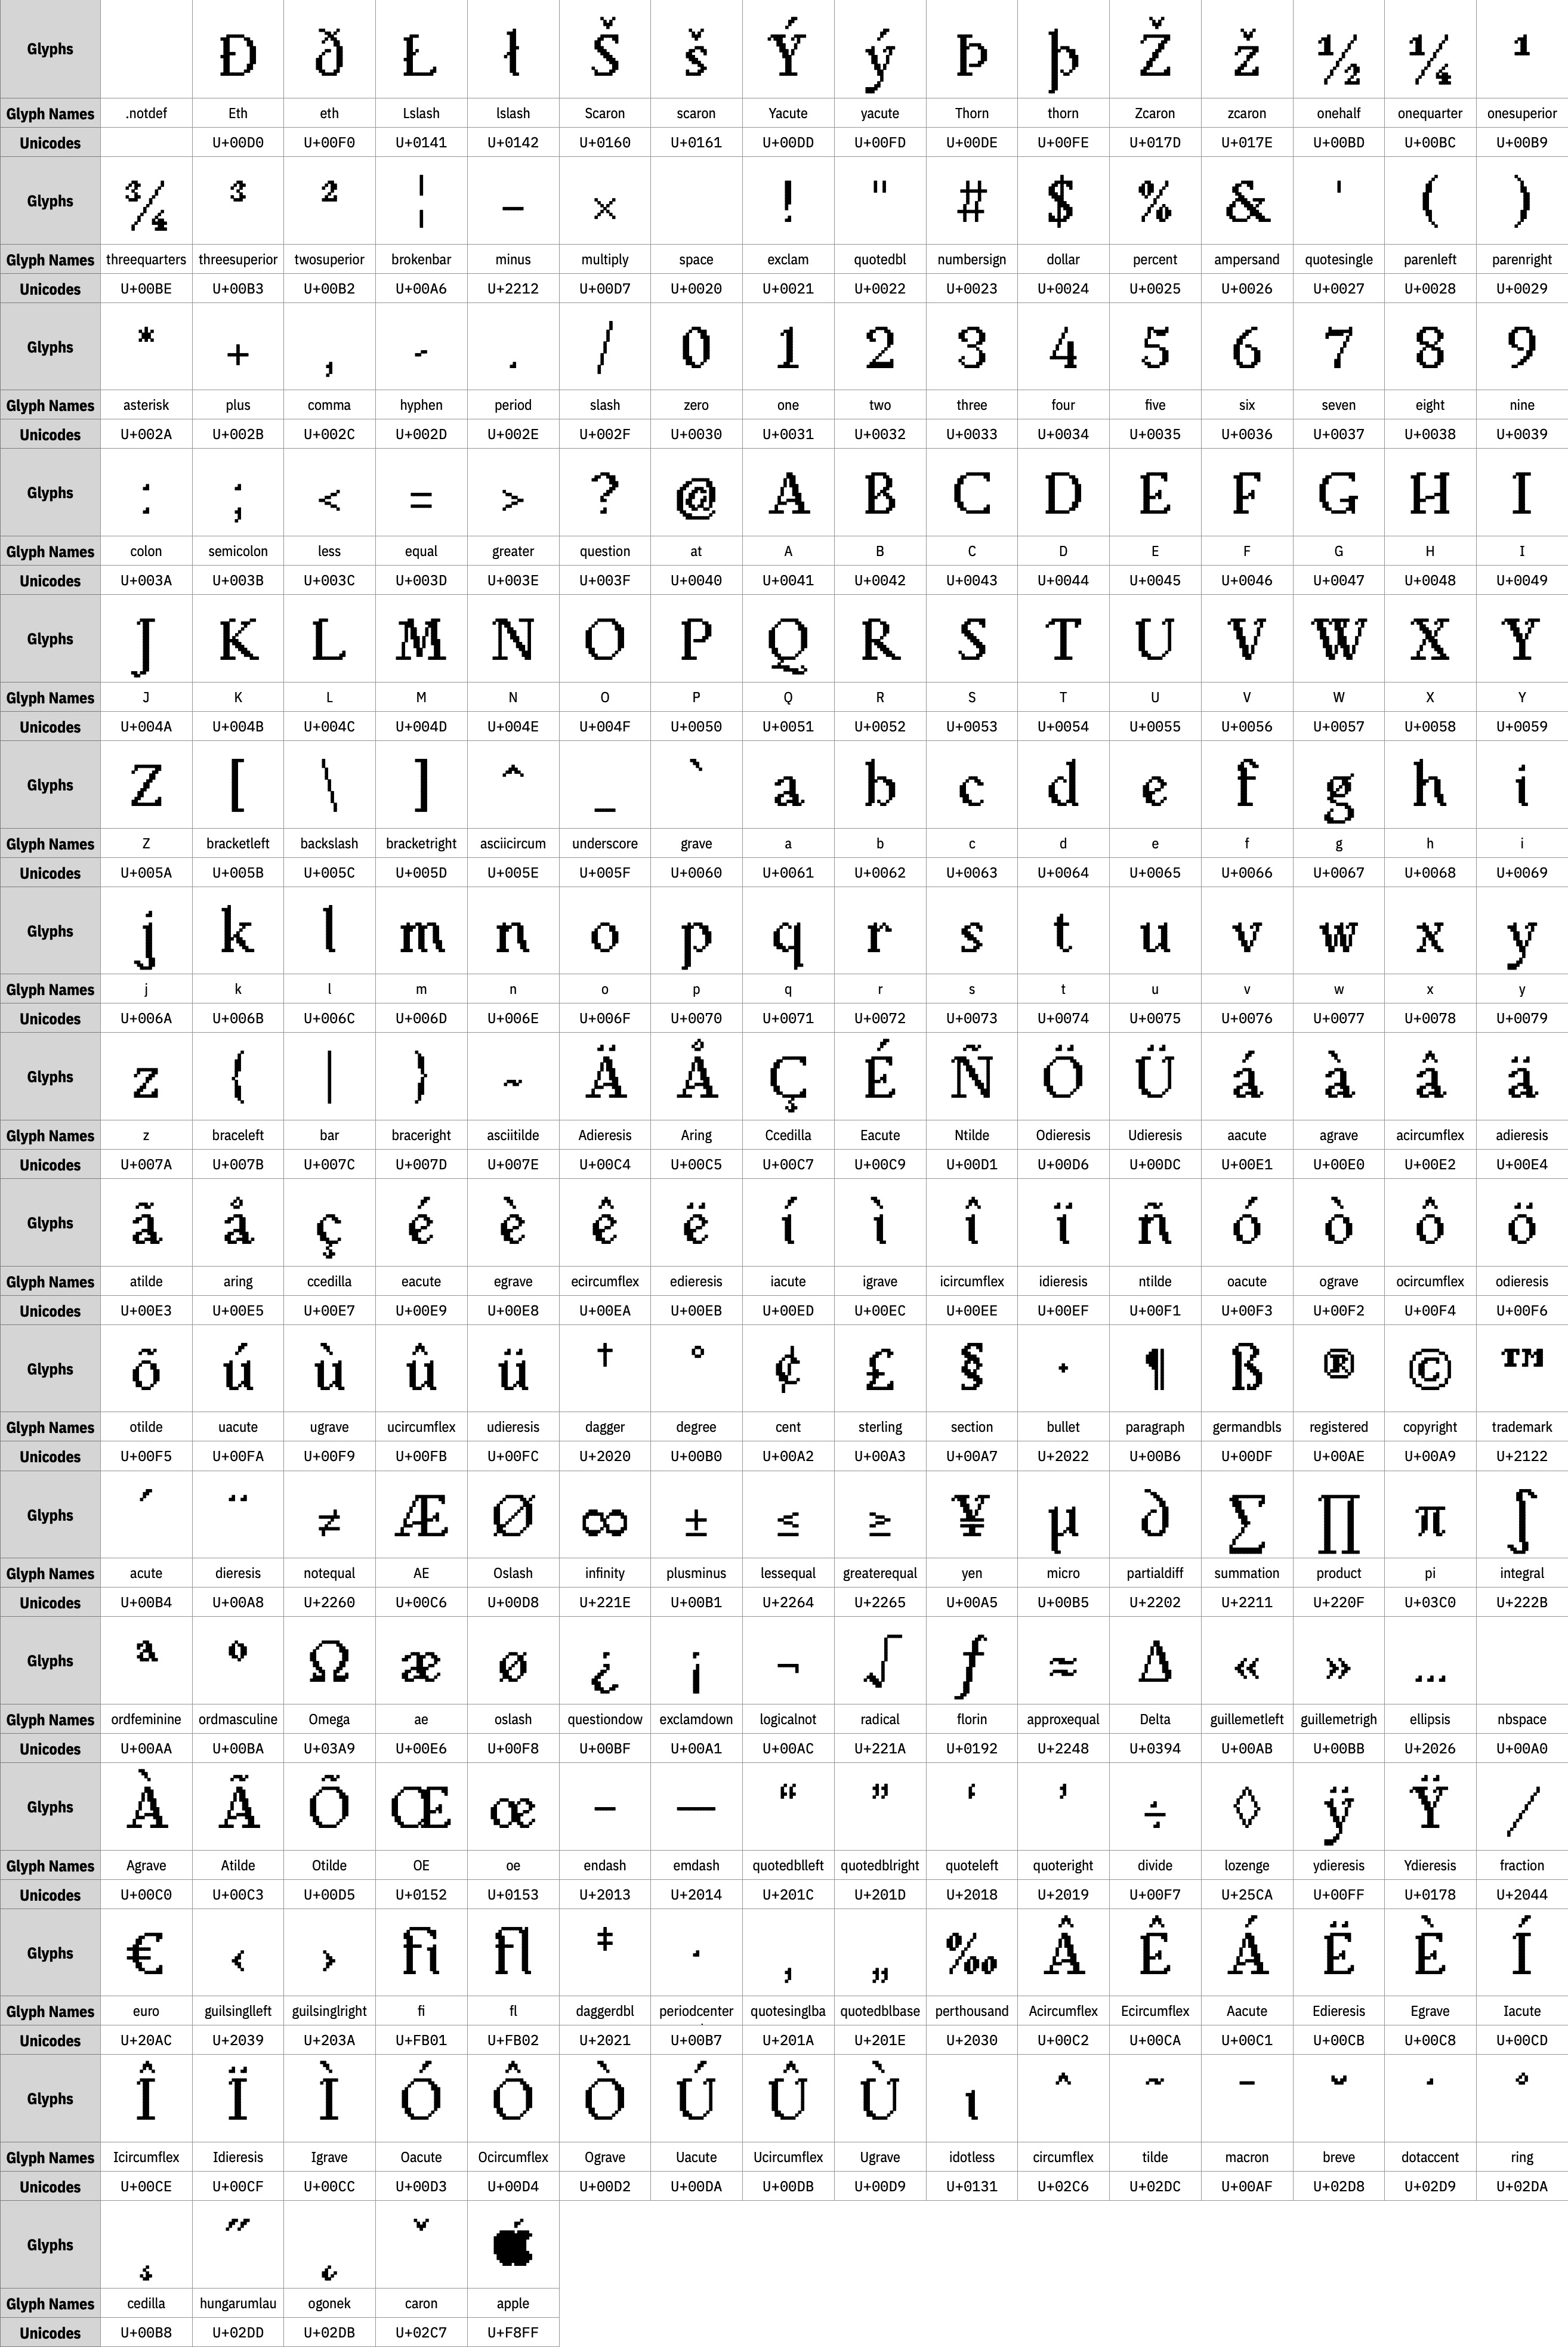 Glyphs Ð ð Ł ł Š š Ý ý Þ þ Ž ž ½ ¼ ¹
Glyph Names .notdef Eth eth Lslash lslash Scaron scaron Yacute yacute Thorn thorn Zcaron zcaron onehalf onequarter onesuperior
Unicodes U+00D0 U+00F0 U+0141 U+0142 U+0160 U+0161 U+00DD U+00FD U+00DE U+00FE U+017D U+017E U+00BD U+00BC U+00B9
Glyphs ¾ ³ ² ¦ − × ! " # $ % & ' ( )
Glyph Names threequarters threesuperior twosuperior brokenbar minus multiply space exclam quotedbl numbersign dollar percent ampersand quotesingle parenleft parenright
Unicodes U+00BE U+00B3 U+00B2 U+00A6 U+2212 U+00D7 U+0020 U+0021 U+0022 U+0023 U+0024 U+0025 U+0026 U+0027 U+0028 U+0029
Glyphs * + , - . / 0 1 2 3 4 5 6 7 8 9
Glyph Names asterisk plus comma hyphen period slash zero one two three four five six seven eight nine
Unicodes U+002A U+002B U+002C U+002D U+002E U+002F U+0030 U+0031 U+0032 U+0033 U+0034 U+0035 U+0036 U+0037 U+0038 U+0039
Glyphs : ; < = > ? @ A B C D E F G H I
Glyph Names colon semicolon less equal greater question at A B C D E F G H I
Unicodes U+003A U+003B U+003C U+003D U+003E U+003F U+0040 U+0041 U+0042 U+0043 U+0044 U+0045 U+0046 U+0047 U+0048 U+0049
Glyphs J K L M N O P Q R S T U V W X Y
Glyph Names J K L M N O P Q R S T U V W X Y
Unicodes U+004A U+004B U+004C U+004D U+004E U+004F U+0050 U+0051 U+0052 U+0053 U+0054 U+0055 U+0056 U+0057 U+0058 U+0059
Glyphs Z [ \ ] ^ _ ` a b c d e f g h i
Glyph Names Z bracketleft backslash bracketright asciicircum underscore grave a b c d e f g h i
Unicodes U+005A U+005B U+005C U+005D U+005E U+005F U+0060 U+0061 U+0062 U+0063 U+0064 U+0065 U+0066 U+0067 U+0068 U+0069
Glyphs j k l m n o p q r s t u v w x y
Glyph Names j k l m n o p q r s t u v w x y
Unicodes U+006A U+006B U+006C U+006D U+006E U+006F U+0070 U+0071 U+0072 U+0073 U+0074 U+0075 U+0076 U+0077 U+0078 U+0079
Glyphs z { | } ~ Ä Å Ç É Ñ Ö Ü á à â ä
Glyph Names z braceleft bar braceright asciitilde Adieresis Aring Ccedilla Eacute Ntilde Odieresis Udieresis aacute agrave acircumflex adieresis
Unicodes U+007A U+007B U+007C U+007D U+007E U+00C4 U+00C5 U+00C7 U+00C9 U+00D1 U+00D6 U+00DC U+00E1 U+00E0 U+00E2 U+00E4
Glyphs ã å ç é è ê ë í ì î ï ñ ó ò ô ö
Glyph Names atilde aring ccedilla eacute egrave ecircumflex edieresis iacute igrave icircumflex idieresis ntilde oacute ograve ocircumflex odieresis
Unicodes U+00E3 U+00E5 U+00E7 U+00E9 U+00E8 U+00EA U+00EB U+00ED U+00EC U+00EE U+00EF U+00F1 U+00F3 U+00F2 U+00F4 U+00F6
Glyphs õ ú ù û ü † ° ¢ £ § • ¶ ß ® © ™
Glyph Names otilde uacute ugrave ucircumflex udieresis dagger degree cent sterling section bullet paragraph germandbls registered copyright trademark
Unicodes U+00F5 U+00FA U+00F9 U+00FB U+00FC U+2020 U+00B0 U+00A2 U+00A3 U+00A7 U+2022 U+00B6 U+00DF U+00AE U+00A9 U+2122
Glyphs ´ ¨ ≠ Æ Ø ∞ ± ≤ ≥ ¥ µ ∂ ∑ ∏ π ∫
Glyph Names acute dieresis notequal AE Oslash infinity plusminus lessequal greaterequal yen micro partialdiff summation product pi integral
Unicodes U+00B4 U+00A8 U+2260 U+00C6 U+00D8 U+221E U+00B1 U+2264 U+2265 U+00A5 U+00B5 U+2202 U+2211 U+220F U+03C0 U+222B
Glyphs ª º Ω æ ø ¿ ¡ ¬ √ ƒ ≈ Δ « » …
Glyph Names ordfeminine ordmasculine Omega ae oslash questiondow exclamdown logicalnot radical florin approxequal Delta guillemetleft guillemetrigh ellipsis nbspace
Unicodes U+00AA U+00BA U+03A9 U+00E6 U+00F8 U+00BF U+00A1 U+00AC U+221A U+0192 U+2248 U+0394 U+00AB U+00BB U+2026 U+00A0
Glyphs À Ã Õ Œ œ – — “ ” ‘ ’ ÷ ◊ ÿ Ÿ ⁄
Glyph Names Agrave Atilde Otilde OE oe endash emdash quotedblleft quotedblright quoteleft quoteright divide lozenge ydieresis Ydieresis fraction
Unicodes U+00C0 U+00C3 U+00D5 U+0152 U+0153 U+2013 U+2014 U+201C U+201D U+2018 U+2019 U+00F7 U+25CA U+00FF U+0178 U+2044
Glyphs € ‹ › ﬁ ﬂ ‡ · ‚ „ ‰ Â Ê Á Ë È Í
Glyph Names euro guilsinglleft guilsinglright fi fl daggerdbl periodcenter quotesinglba quotedblbase perthousand Acircumflex Ecircumflex Aacute Edieresis Egrave Iacute
Unicodes U+20AC U+2039 U+203A U+FB01 U+FB02 U+2021 U+00B7 U+201A U+201E U+2030 U+00C2 U+00CA U+00C1 U+00CB U+00C8 U+00CD
Glyphs Î Ï Ì Ó Ô Ò Ú Û Ù ı ˆ ˜ ¯ ˘ ˙ ˚
Glyph Names Icircumflex Idieresis Igrave Oacute Ocircumflex Ograve Uacute Ucircumflex Ugrave idotless circumflex tilde macron breve dotaccent ring
Unicodes U+00CE U+00CF U+00CC U+00D3 U+00D4 U+00D2 U+00DA U+00DB U+00D9 U+0131 U+02C6 U+02DC U+00AF U+02D8 U+02D9 U+02DA
Glyphs ¸ ˝ ˛ ˇ 
Glyph Names cedilla hungarumlau ogonek caron apple
Unicodes U+00B8 U+02DD U+02DB U+02C7 U+F8FF